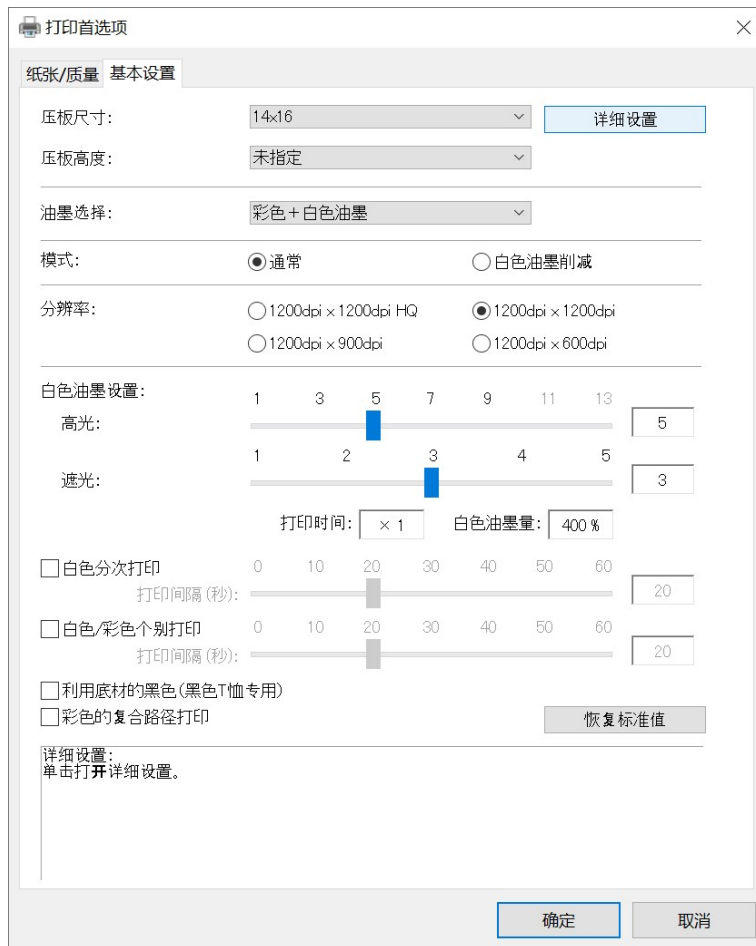 打印首选项
纸张/质量 基本设置
压板尺寸: 14x16 详细设置
压板高度: 未指定
油墨选择: 彩色＋白色油墨
模式: 通常 白色油墨削减
分辨率: 1200dpi x 1200dpi HQ 1200dpi x 1200dpi
1200dpi x 900dpi 1200dpi x 600dpi
白色油墨设置: 1 3 5 7 9 11 13
高光: 5
1 2 3 4 5
遮光: 3
打印时间: × 1 白色油墨量: 400 %
白色分次打印 0 10 20 30 40 50 60
打印间隔(秒): 20
白色/彩色个别打印 0 10 20 30 40 50 60
打印间隔(秒): 20
利用底材的黑色(黑色T恤专用)
彩色的复合路径打印 恢复标准值
详细设置:
单击打开详细设置。
确定 取消